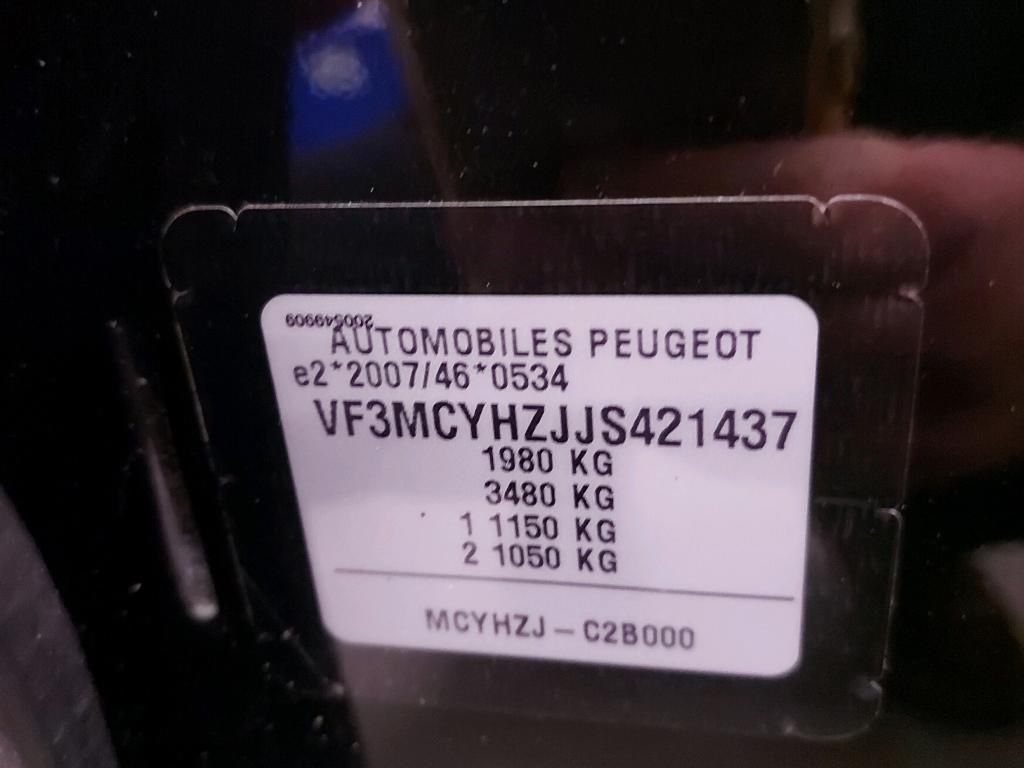 200549909
AUTOMOBILES PEUGEOT
e2*2007/46*0534
VF3MCYHZJJS421437
1980 KG
3480 KG
1 1150 KG
2 1050 KG
MCYHZJ – C2B000